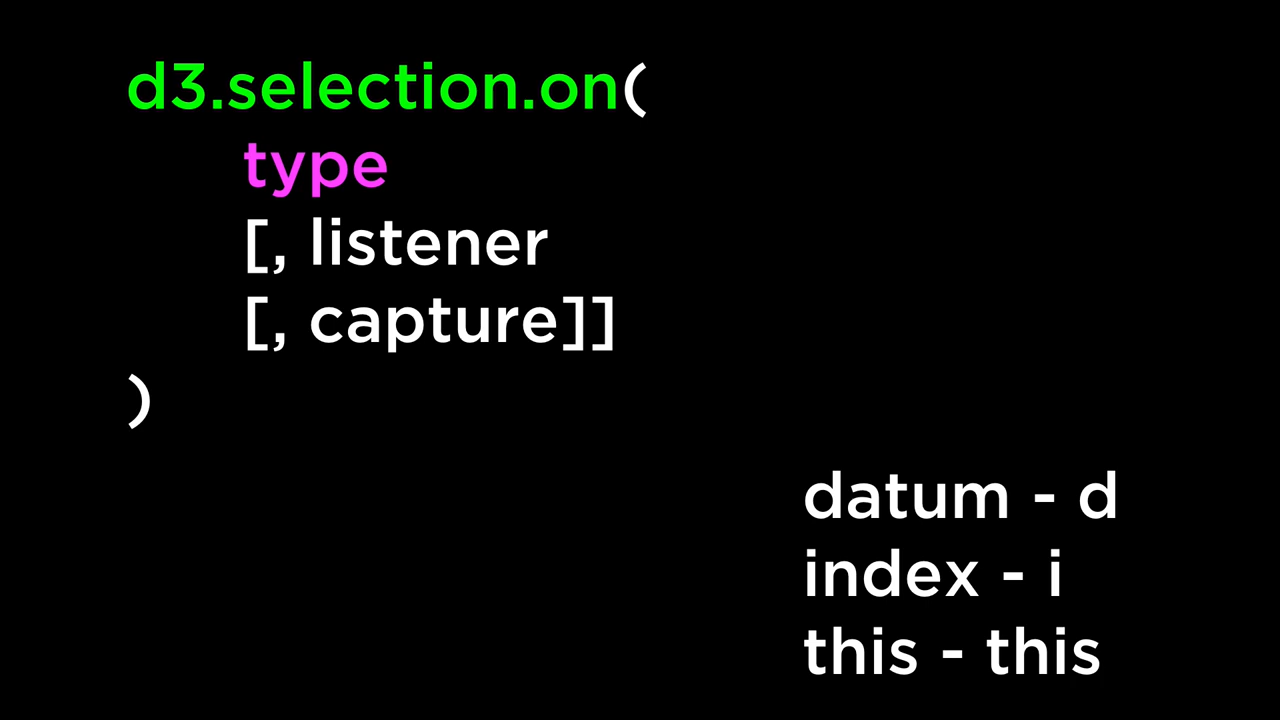 d3.selection.on(
type
[, listener
[, capture]]
)
datum - d
index - i
this - this